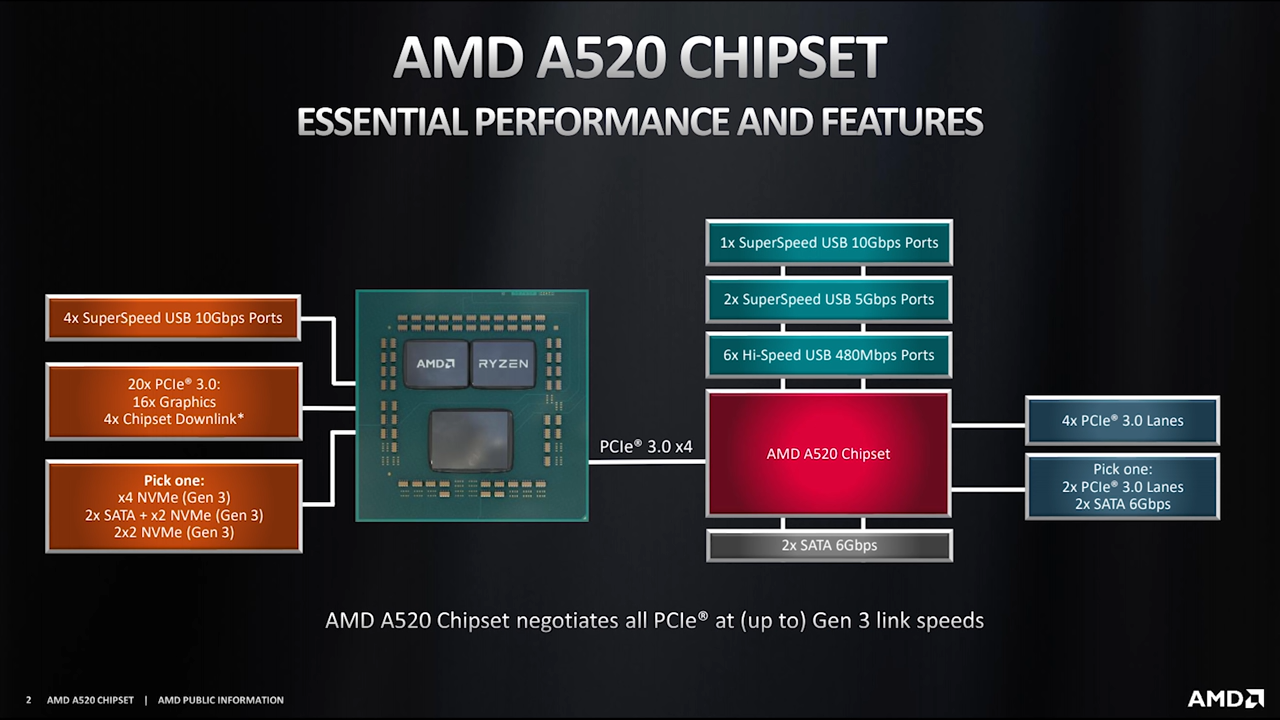 AMD A520 CHIPSET
ESSENTIAL PERFORMANCE AND FEATURES
4x SuperSpeed USB 10Gbps Ports
20x PCIe® 3.0:
16x Graphics
4x Chipset Downlink*
Pick one:
x4 NVMe (Gen 3)
2x SATA + x2 NVMe (Gen 3)
2x2 NVMe (Gen 3)
AMD
RYZEN
PCIe® 3.0 x4
1x SuperSpeed USB 10Gbps Ports
2x SuperSpeed USB 5Gbps Ports
6x Hi-Speed USB 480Mbps Ports
AMD A520 Chipset
2x SATA 6Gbps
4x PCIe® 3.0 Lanes
Pick one:
2x PCIe® 3.0 Lanes
2x SATA 6Gbps
AMD A520 Chipset negotiates all PCIe® at (up to) Gen 3 link speeds
2 AMD A520 CHIPSET | AMD PUBLIC INFORMATION
AMD